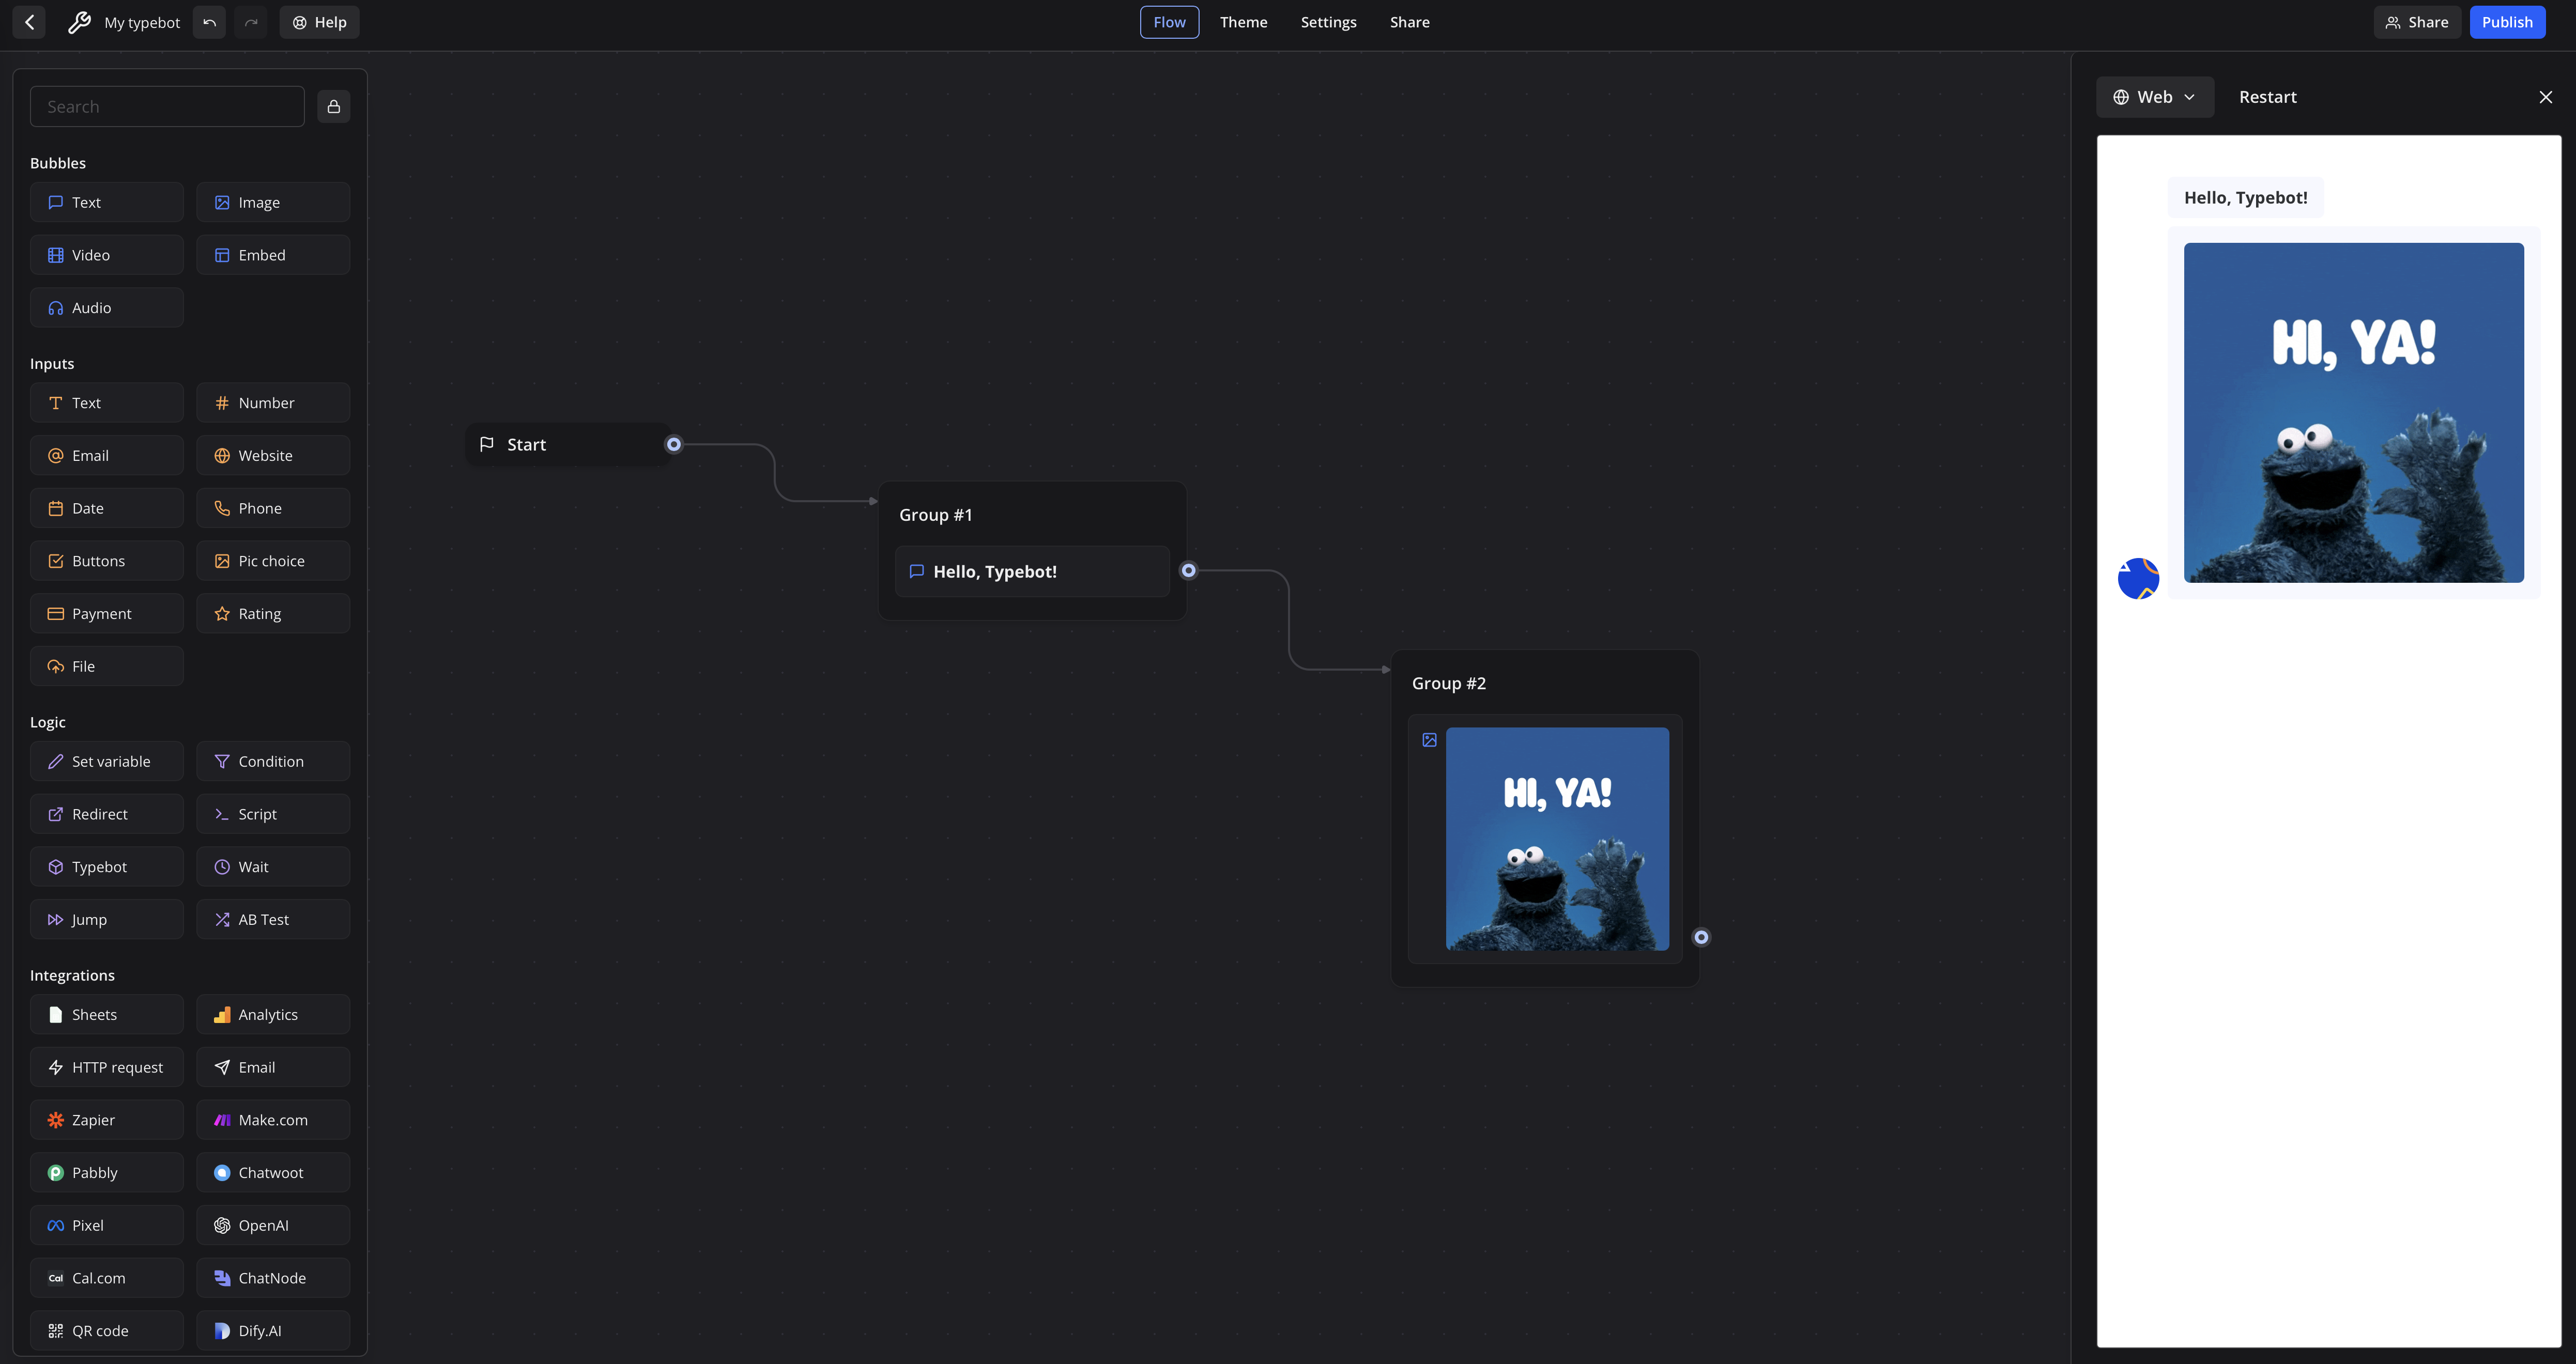 My typebot
Help
Flow
Theme
Settings
Share
Share
Publish
Search
Bubbles
Text
Image
Video
Embed
Audio
Inputs
Text
Number
Email
Website
Date
Phone
Buttons
Pic choice
Payment
Rating
File
Logic
Set variable
Condition
Redirect
Script
Typebot
Wait
Jump
AB Test
Integrations
Sheets
Analytics
HTTP request
Email
Zapier
Make.com
Pabbly
Chatwoot
Pixel
OpenAI
Cal
Cal.com
ChatNode
QR code
Dify.AI
Start
Group #1
Hello, Typebot!
Group #2
HI, YA!
Web
Restart
Hello, Typebot!
HI, YA!